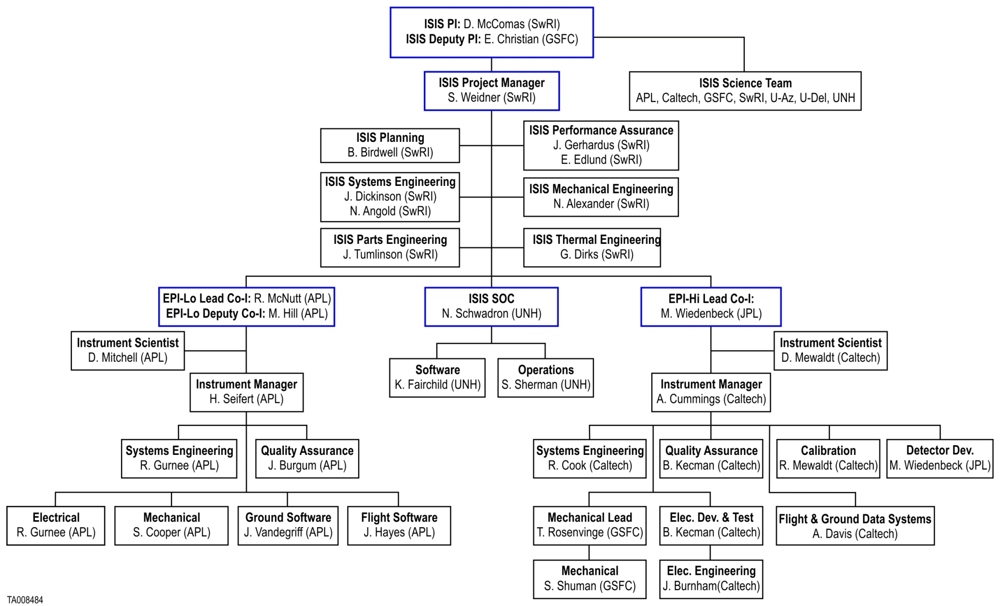 ISIS PI: D. McComas (SwRI)
ISIS Deputy PI: E. Christian (GSFC)
ISIS Project Manager
S. Weidner (SwRI)
ISIS Science Team
APL, Caltech, GSFC, SwRI, U-Az, U-Del, UNH
ISIS Planning
B. Birdwell (SwRI)
ISIS Performance Assurance
J. Gerhardus (SwRI)
E. Edlund (SwRI)
ISIS Systems Engineering
J. Dickinson (SwRI)
N. Angold (SwRI)
ISIS Mechanical Engineering
N. Alexander (SwRI)
ISIS Parts Engineering
J. Tumlinson (SwRI)
ISIS Thermal Engineering
G. Dirks (SwRI)
EPI-Lo Lead Co-I: R. McNutt (APL)
EPI-Lo Deputy Co-I: M. Hill (APL)
ISIS SOC
N. Schwadron (UNH)
EPI-Hi Lead Co-I:
M. Wiedenbeck (JPL)
Instrument Scientist
D. Mitchell (APL)
Instrument Manager
H. Seifert (APL)
Software
K. Fairchild (UNH)
Operations
S. Sherman (UNH)
Instrument Scientist
D. Mewaldt (Caltech)
Instrument Manager
A. Cummings (Caltech)
Systems Engineering
R. Gurnee (APL)
Quality Assurance
J. Burgum (APL)
Systems Engineering
R. Cook (Caltech)
Quality Assurance
B. Kecman (Caltech)
Calibration
R. Mewaldt (Caltech)
Detector Dev.
M. Wiedenbeck (JPL)
Electrical
R. Gurnee (APL)
Mechanical
S. Cooper (APL)
Ground Software
J. Vandegriff (APL)
Flight Software
J. Hayes (APL)
Mechanical Lead
T. Rosenvinge (GSFC)
Elec. Dev. & Test
B. Kecman (Caltech)
Flight & Ground Data Systems
A. Davis (Caltech)
Mechanical
S. Shuman (GSFC)
Elec. Engineering
J. Burnham(Caltech)
TA008484